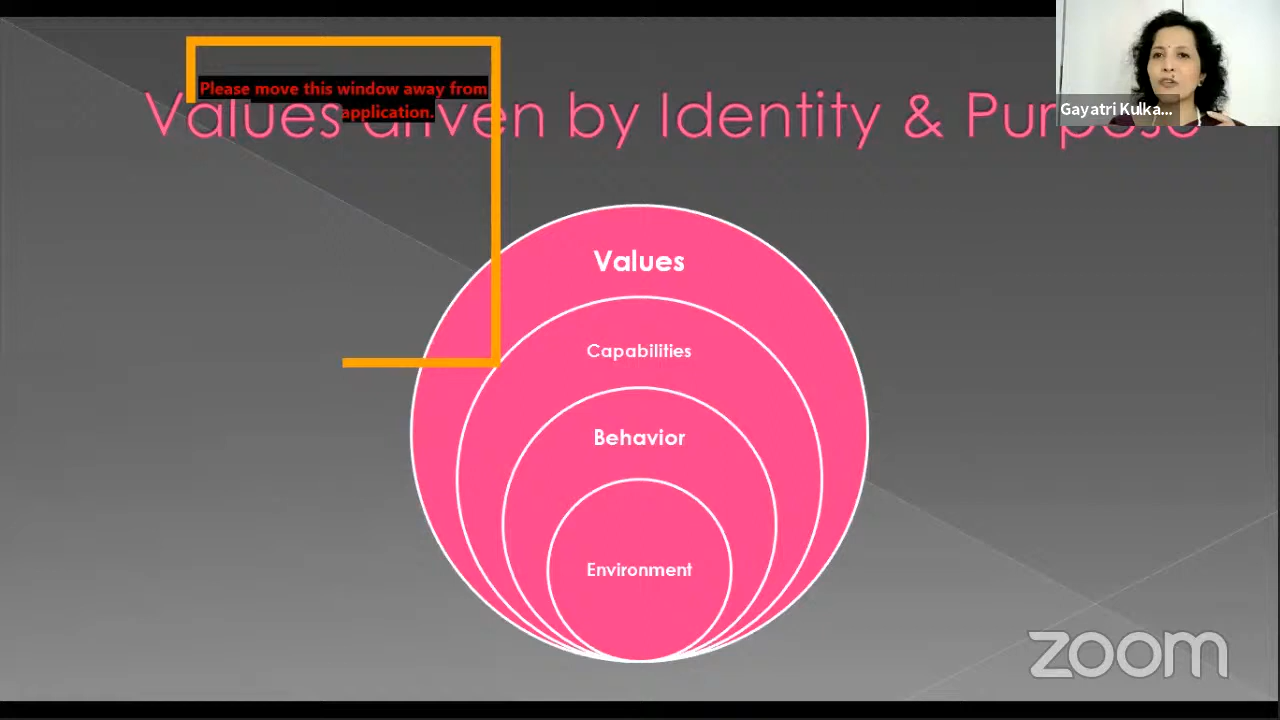 Values driven by Identity & Purpose
Please move this window away from
application.
Gayatri Kulka...
Values
Capabilities
Behavior
Environment
zoom